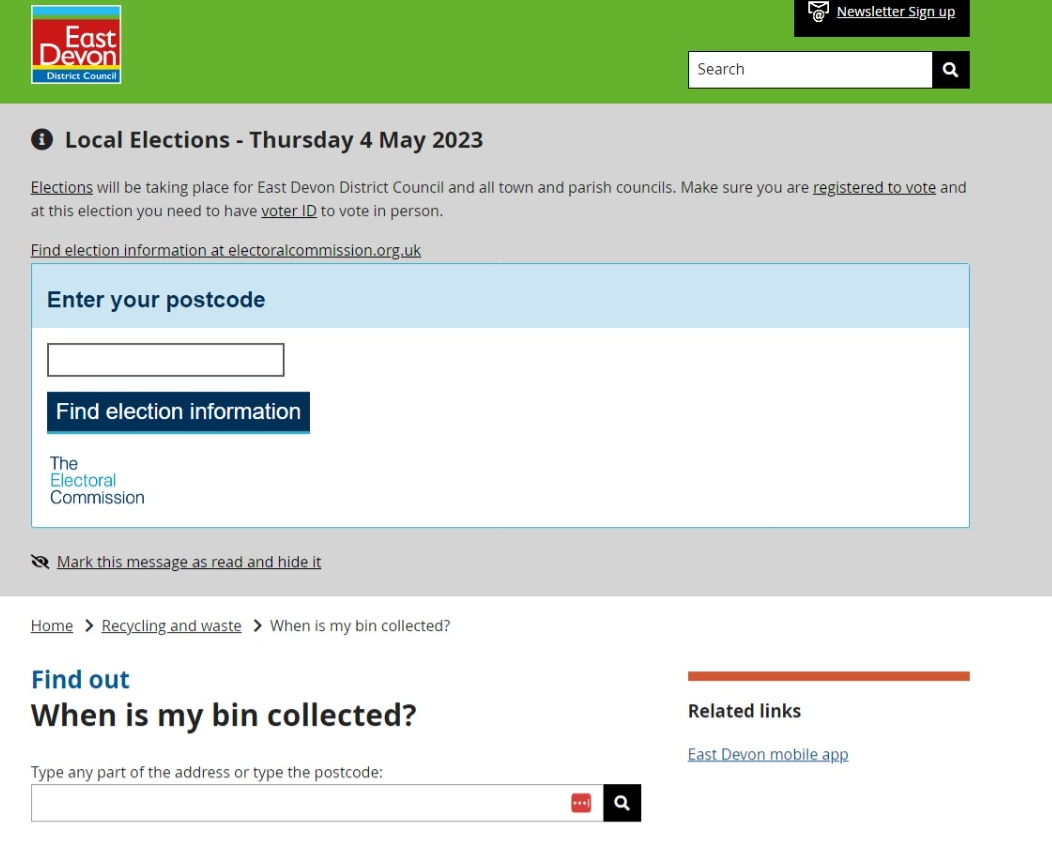 East
Devon
District Council
Newsletter Sign up
Search
Local Elections - Thursday 4 May 2023
Elections will be taking place for East Devon District Council and all town and parish councils. Make sure you are registered to vote and
at this election you need to have voter ID to vote in person.
Find election information at electoralcommission.org.uk
Enter your postcode
Find election information
The
Electoral
Commission
Mark this message as read and hide it
Home > Recycling and waste > When is my bin collected?
Find out
When is my bin collected?
Type any part of the address or type the postcode:
Related links
East Devon mobile app